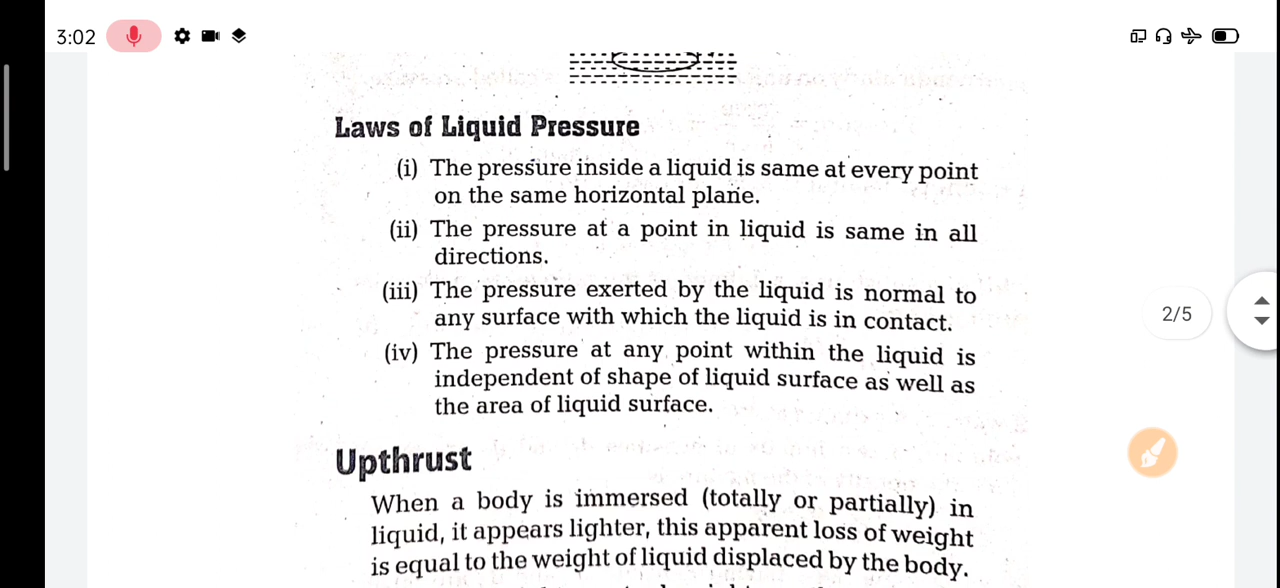 3:02
Laws of Liquid Pressure
(i) The pressure inside a liquid is same at every point
on the same horizontal plane.
(ii) The pressure at a point in liquid is same in all
directions.
(iii) The pressure exerted by the liquid is normal to
any surface with which the liquid is in contact.
(iv) The pressure at any point within the liquid is
independent of shape of liquid surface as well as
the area of liquid surface.
2/5
Upthrust
When a body is immersed (totally or partially) in
liquid, it appears lighter, this apparent loss of weight
is equal to the weight of liquid displaced by the body.